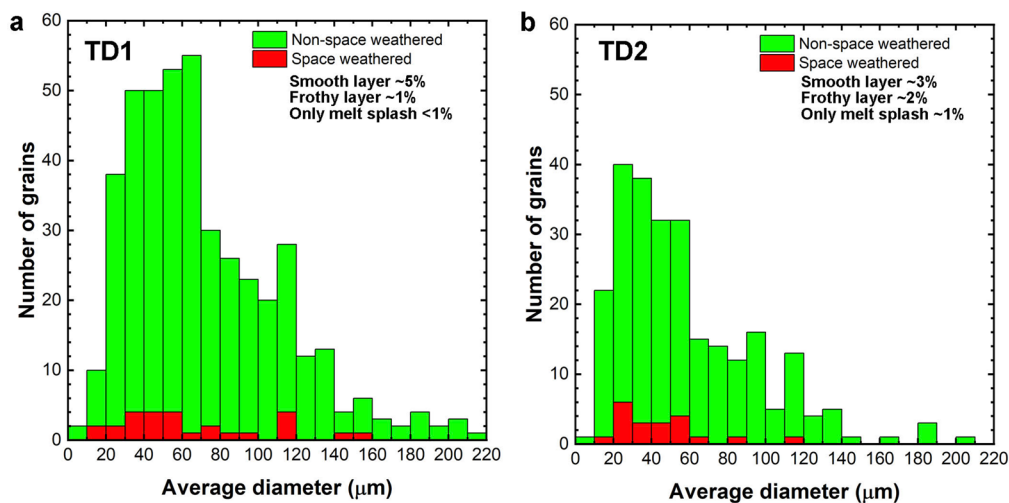 a
TD1
Non-space weathered
Space weathered
Smooth layer ~5%
Frothy layer ~1%
Only melt splash <1%
60
50
40
30
20
10
0
Number of grains
0 20 40 60 80 100 120 140 160 180 200 220
Average diameter (μm)
b
TD2
Non-space weathered
Space weathered
Smooth layer ~3%
Frothy layer ~2%
Only melt splash ~1%
60
50
40
30
20
10
0
Number of grains
0 20 40 60 80 100 120 140 160 180 200 220
Average diameter (μm)